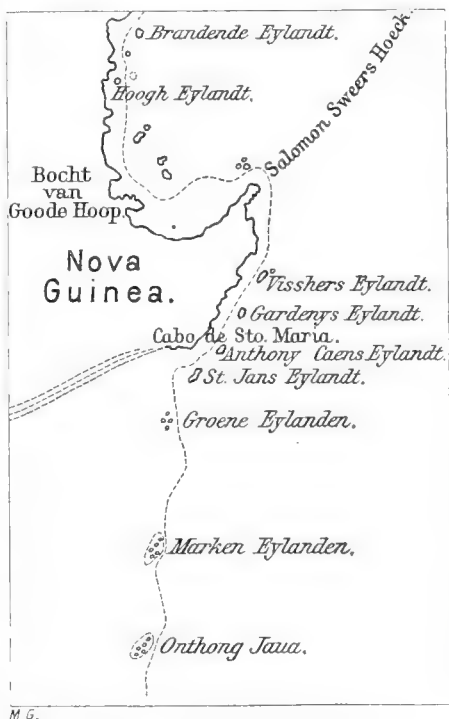 Brandende Eylandt.
Hoogh Eylandt.
Salomon Sweers Hoeck.
Bocht
van
Goode Hoop.
Nova
Guinea.
Visshers Eylandt.
Gardenys Eylandt.
Cabo de Sto. Maria.
Anthony Caens Eylandt.
St. Jans Eylandt.
Groene Eylanden.
Marken Eylanden.
Onthong Jaua.
M G.